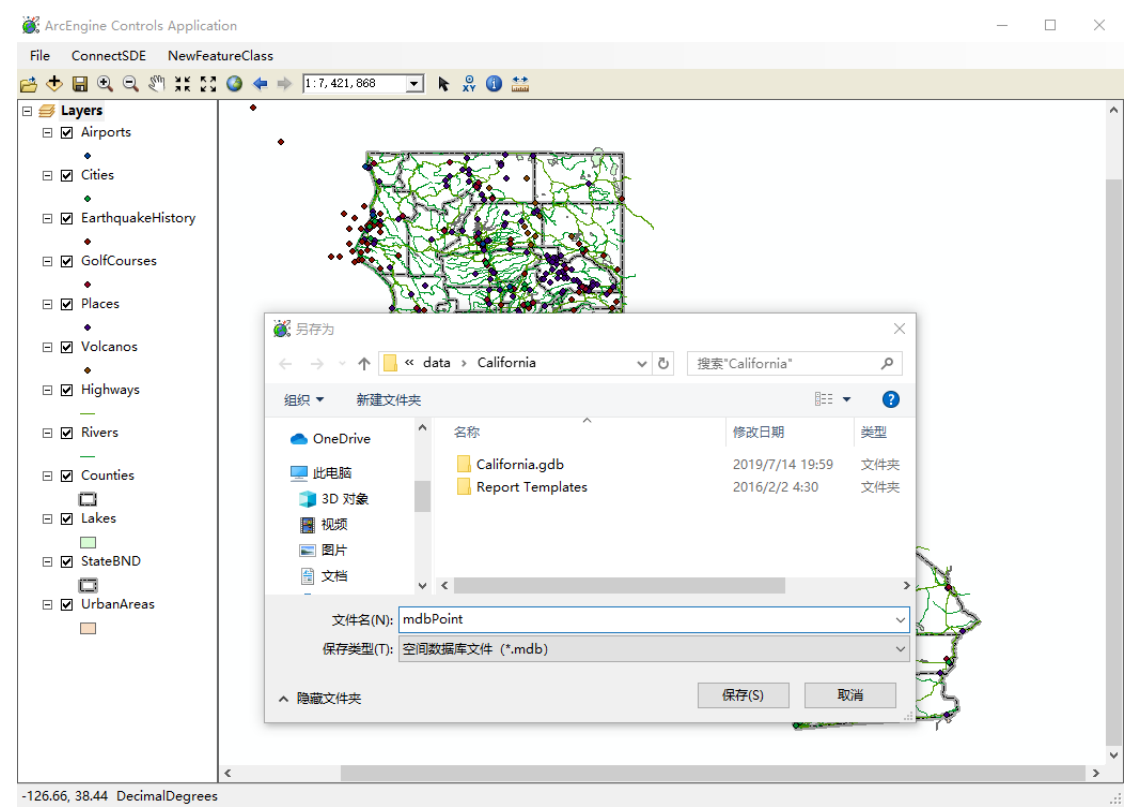 ArcEngine Controls Application
File ConnectSDE NewFeatureClass
XY 1:7,421,868
Layers
Airports
Cities
EarthquakeHistory
GolfCourses
Places
Volcanos
Highways
Rivers
Counties
Lakes
StateBND
UrbanAreas
另存为
« data › California 搜索"California"
组织 新建文件夹
OneDrive
此电脑
3D 对象
视频
图片
文档
名称 修改日期 类型
California.gdb 2019/7/14 19:59 文件夹
Report Templates 2016/2/2 4:30 文件夹
文件名(N): mdbPoint
保存类型(T): 空间数据库文件 (*.mdb)
隐藏文件夹 保存(S) 取消
-126.66, 38.44 DecimalDegrees